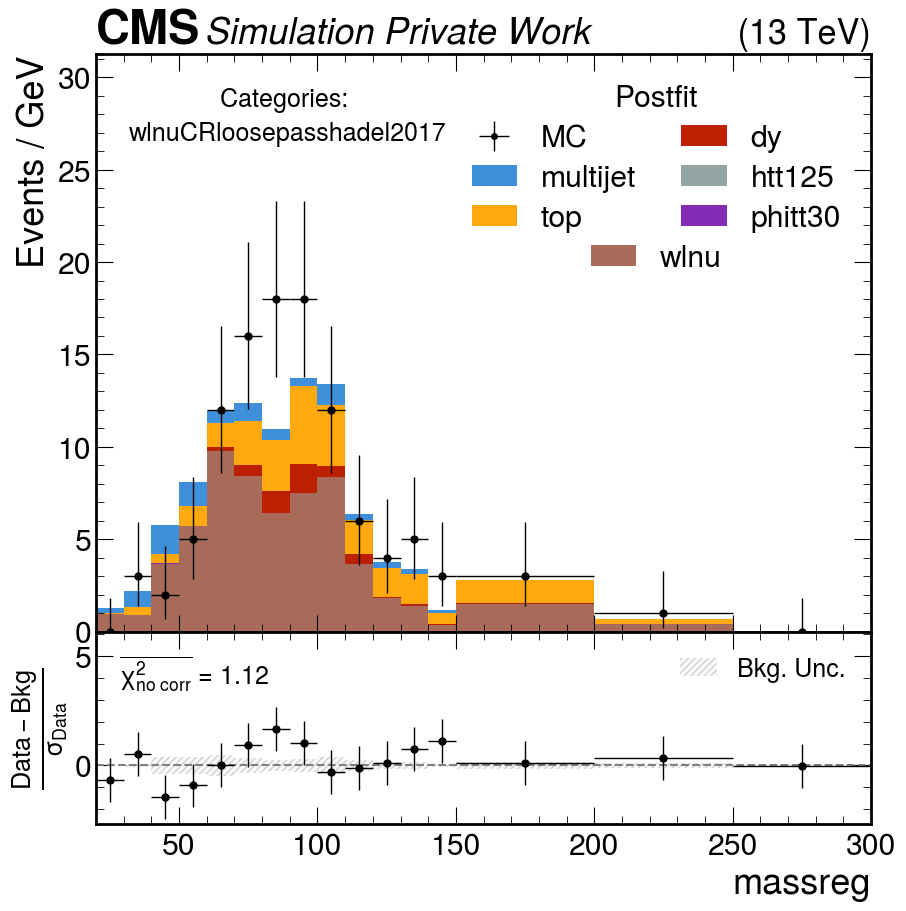 CMS Simulation Private Work (13 TeV)
Events / GeV
30
25
20
15
10
5
0
Categories:
wlnuCRloosepasshadel2017
Postfit
MC
dy
multijet
htt125
top
phitt30
wlnu
Data – Bkg
σData
5
0
χ² no corr = 1.12
Bkg. Unc.
50 100 150 200 250 300
massreg